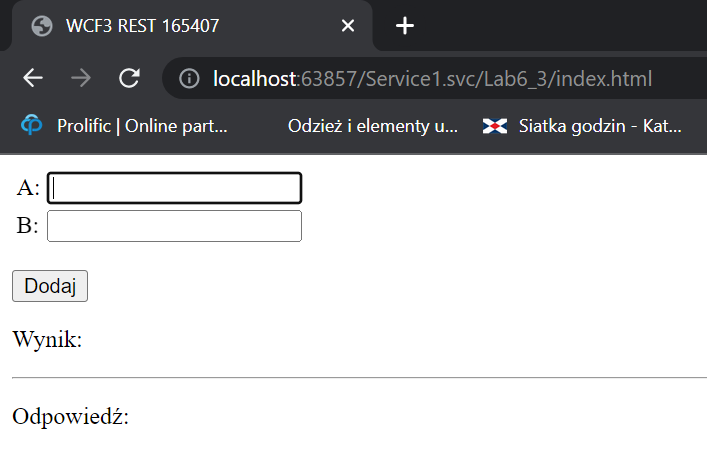 WCF3 REST 165407
localhost:63857/Service1.svc/Lab6_3/index.html
Prolific | Online part... Odzież i elementy u... Siatka godzin - Kat...
A:
B:
Dodaj
Wynik:
Odpowiedź: